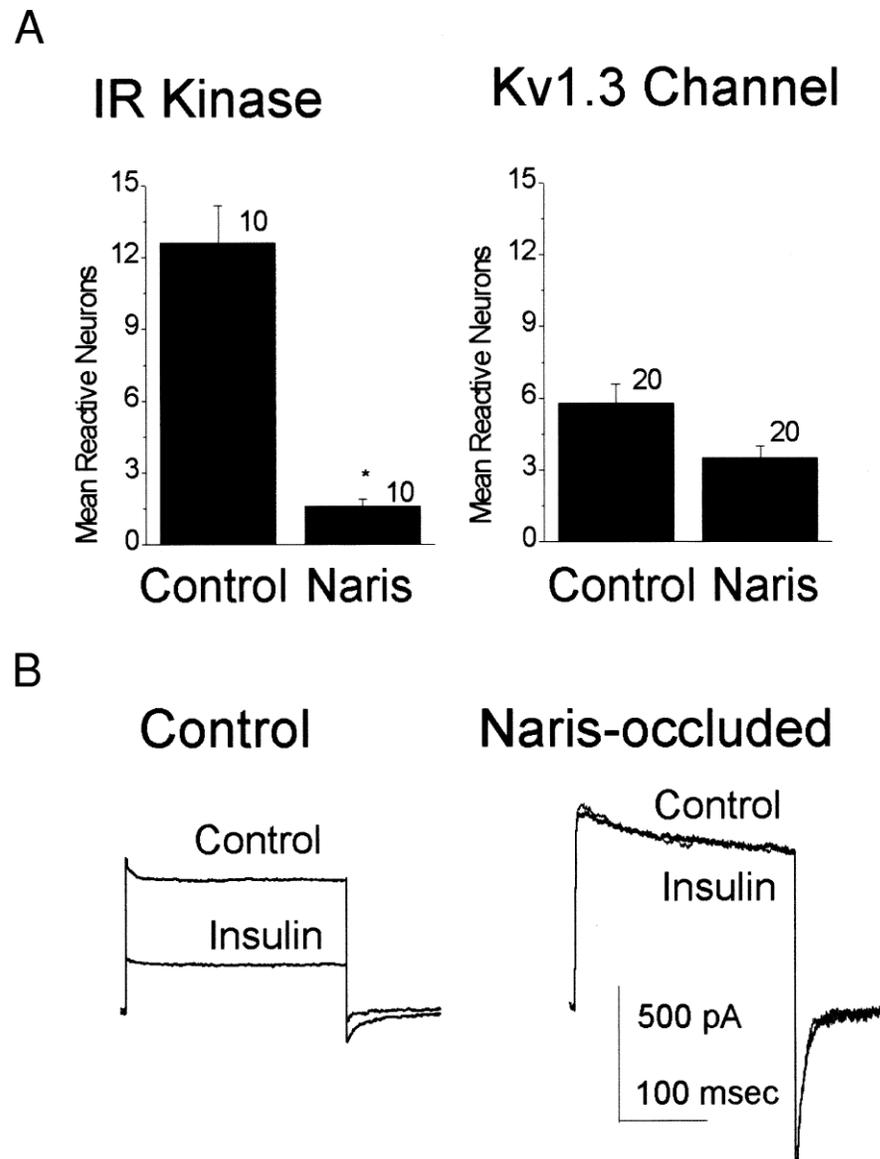 A
IR Kinase
Mean Reactive Neurons
15
12
9
6
3
0
10
*
10
Control Naris
Kv1.3 Channel
Mean Reactive Neurons
15
12
9
6
3
0
20
20
Control Naris
B
Control
Control
Insulin
Naris-occluded
Control
Insulin
500 pA
100 msec